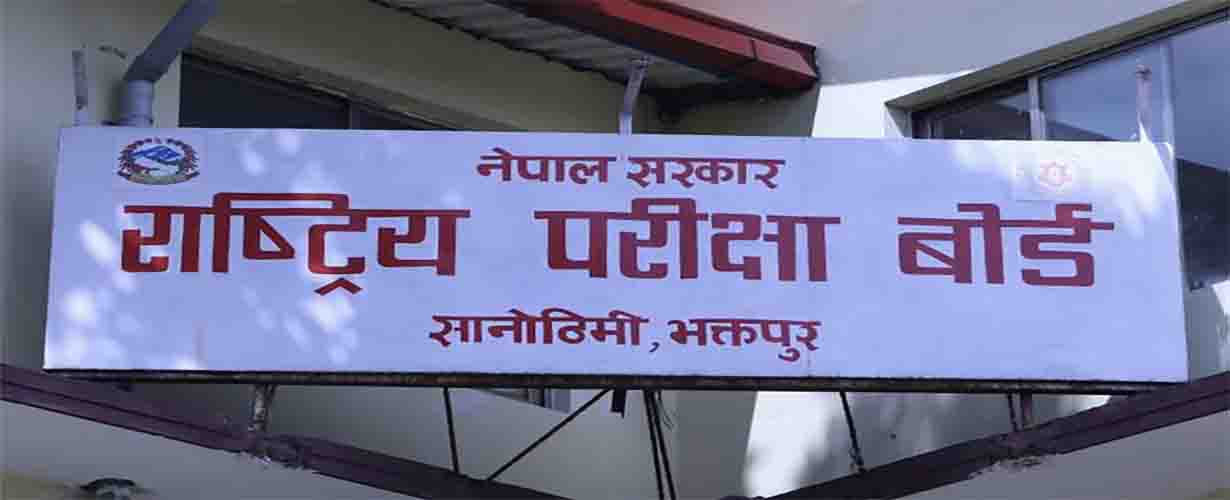 नेपाल सरकार
राष्ट्रिय परीक्षा बोर्ड
सानोठिमी, भक्तपुर